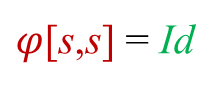 φ[s,s] = Id